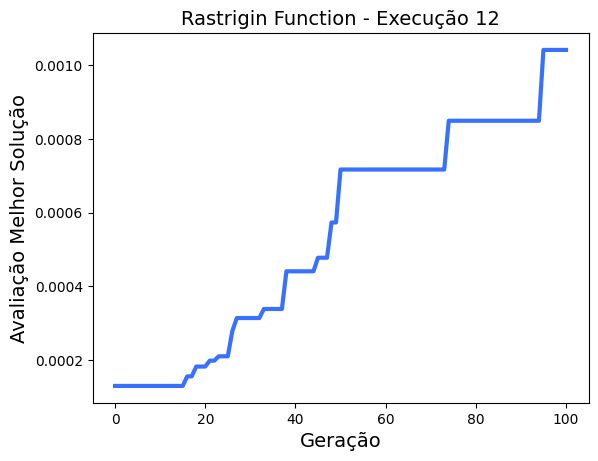 Rastrigin Function - Execução 12
Avaliação Melhor Solução
0.0010
0.0008
0.0006
0.0004
0.0002
0 20 40 60 80 100
Geração